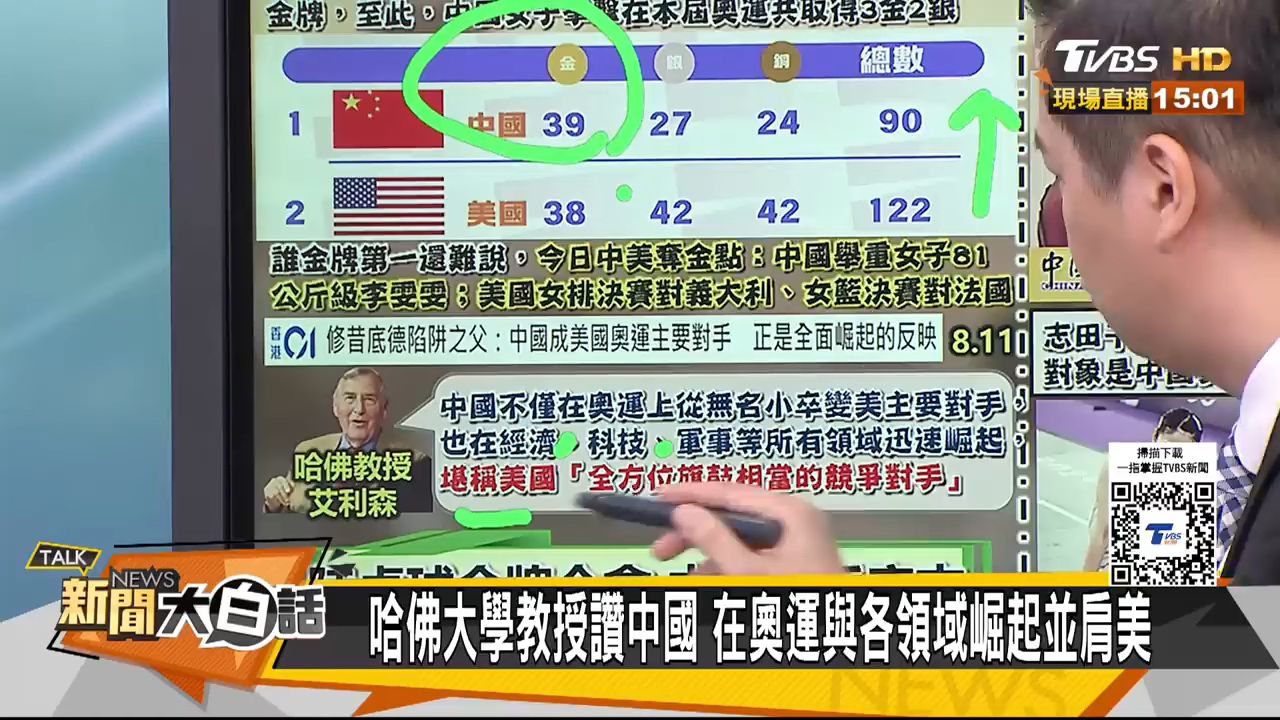 金牌，至此，中國女子拳擊在本屆奧運共取得3金2銀
金 銀 銅 總數
1 中國 39 27 24 90
2 美國 38 42 42 122
誰金牌第一還難說，今日中美奪金點：中國舉重女子81
公斤級李雯雯；美國女排決賽對義大利、女籃決賽對法國
香港01 修昔底德陷阱之父：中國成美國奧運主要對手 正是全面崛起的反映 8.11
中國不僅在奧運上從無名小卒變美主要對手，
也在經濟、科技、軍事等所有領域迅速崛起，
堪稱美國「全方位旗鼓相當的競爭對手」
哈佛教授
艾利森
TVBS HD
現場直播 15:01
CHINA
志田
對象是中國
掃描下載
一指掌握TVBS新聞
TVBS
TALK
NEWS
新聞大白話
哈佛大學教授讚中國 在奧運與各領域崛起並肩美
NEWS